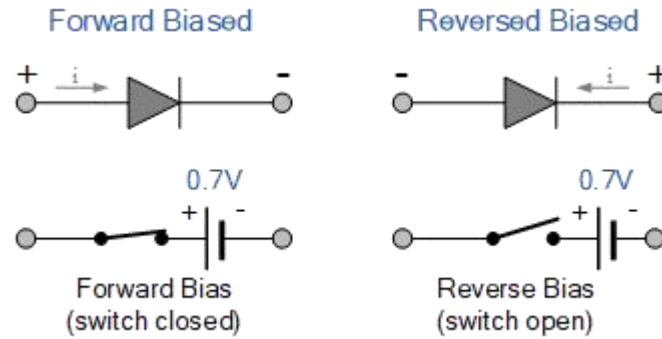 Forward Biased
Reversed Biased
+ i -
- i +
0.7V
+ -
0.7V
+ -
Forward Bias
(switch closed)
Reverse Bias
(switch open)